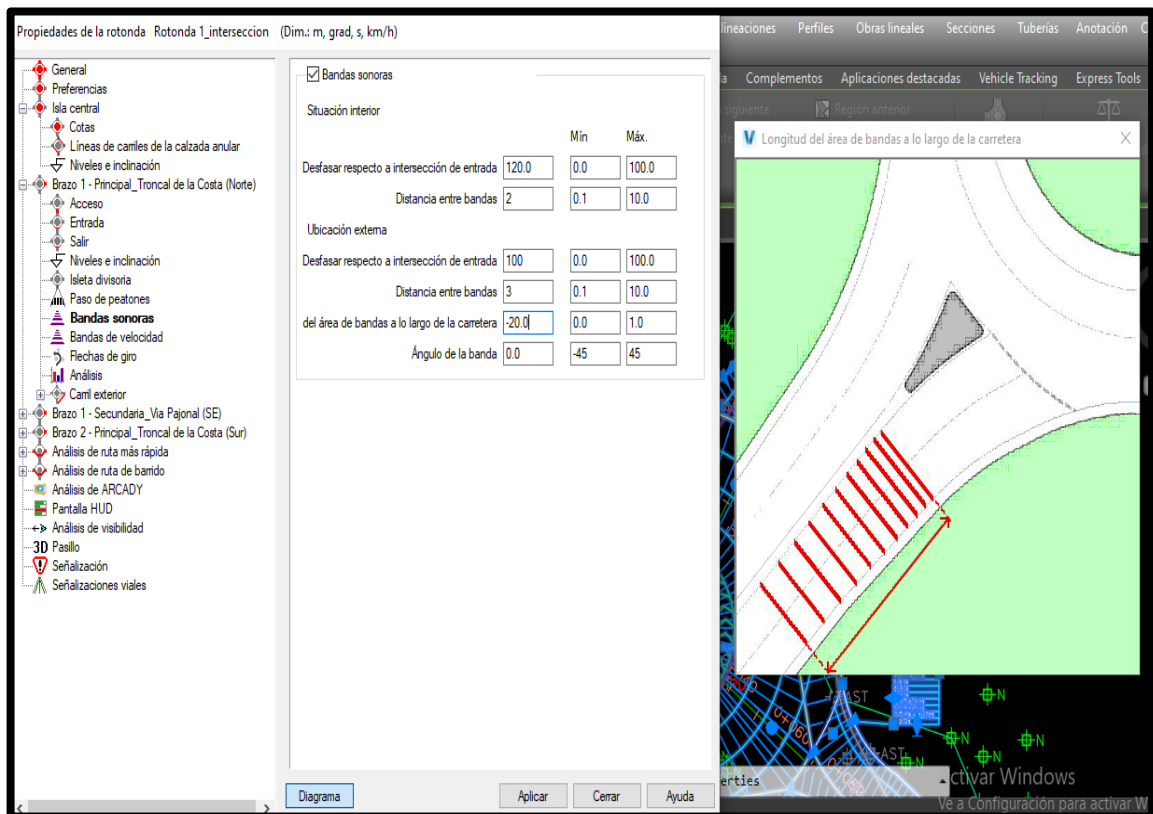 Propiedades de la rotonda Rotonda 1_interseccion (Dim.: m, grad, s, km/h)
General
Preferencias
Isla central
Cotas
Líneas de carriles de la calzada anular
Niveles e inclinación
Brazo 1 - Principal_Troncal de la Costa (Norte)
Acceso
Entrada
Salir
Niveles e inclinación
Isleta divisoria
Paso de peatones
Bandas sonoras
Bandas de velocidad
Flechas de giro
Análisis
Carril exterior
Brazo 1 - Secundaria_Via Pajonal (SE)
Brazo 2 - Principal_Troncal de la Costa (Sur)
Análisis de ruta más rápida
Análisis de ruta de barrido
Análisis de ARCADY
Pantalla HUD
Análisis de visibilidad
3D Pasillo
Señalización
Señalizaciones viales
Bandas sonoras
Situación interior
Mín Máx.
Desfasar respecto a intersección de entrada 120.0 0.0 100.0
Distancia entre bandas 2 0.1 10.0
Ubicación externa
Desfasar respecto a intersección de entrada 100 0.0 100.0
Distancia entre bandas 3 0.1 10.0
del área de bandas a lo largo de la carretera -20.0 0.0 1.0
Ángulo de la banda 0.0 -45 45
Diagrama Aplicar Cerrar Ayuda
lineaciones Perfiles Obras lineales Secciones Tuberías Anotación
Complementos Aplicaciones destacadas Vehicle Tracking Express Tools
siguiente Región anterior
V Longitud del área de bandas a lo largo de la carretera
AST
N
0+060
N
N
AST
N
N
erties
ctivar Windows
Ve a Configuración para activar W